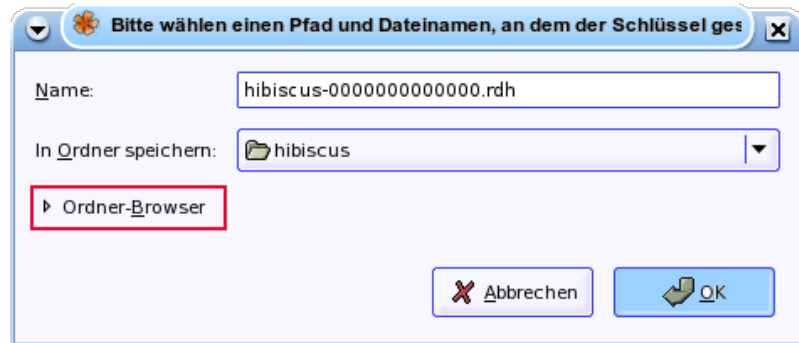 Bitte wählen einen Pfad und Dateinamen, an dem der Schlüssel ges
Name: hibiscus-0000000000000.rdh
In Ordner speichern: hibiscus
Ordner-Browser
Abbrechen OK